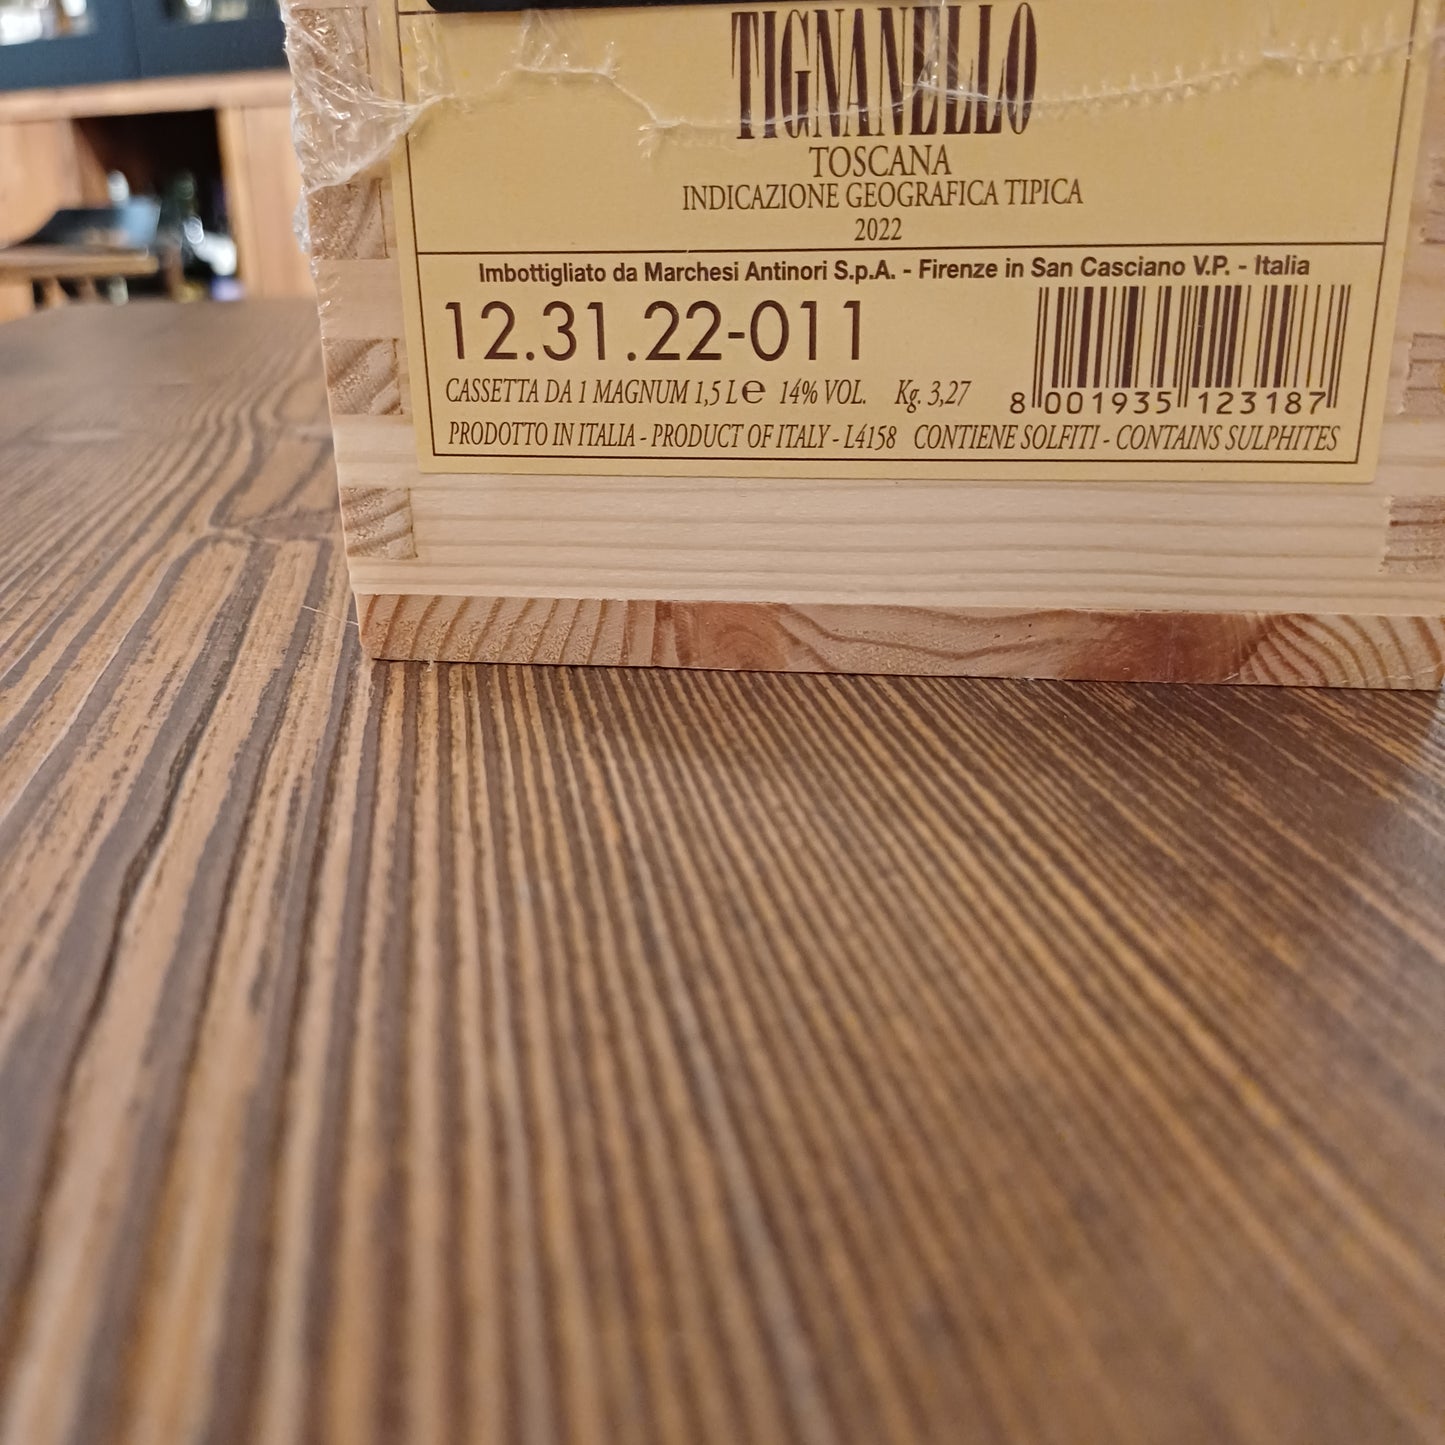 TIGNANELLO
TOSCANA
INDICAZIONE GEOGRAFICA TIPICA
2022
Imbottigliato da Marchesi Antinori S.p.A. - Firenze in San Casciano V.P. - Italia
12.31.22-011
CASSETTA DA 1 MAGNUM 1,5 L e 14% VOL. Kg. 3,27
8 001935 123187
PRODOTTO IN ITALIA - PRODUCT OF ITALY - L4158 CONTIENE SOLFITI - CONTAINS SULPHITES